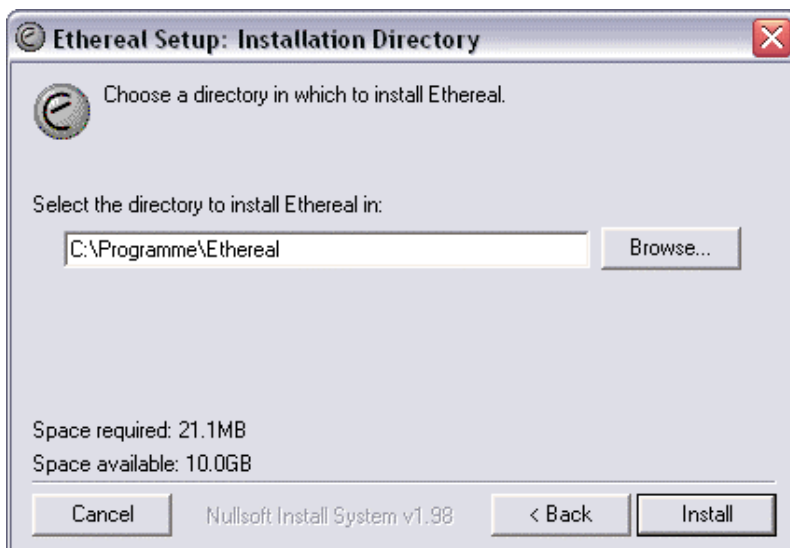 Ethereal Setup: Installation Directory
Choose a directory in which to install Ethereal.
Select the directory to install Ethereal in:
C:\Programme\Ethereal
Browse...
Space required: 21.1MB
Space available: 10.0GB
Cancel
Nullsoft Install System v1.98
< Back
Install